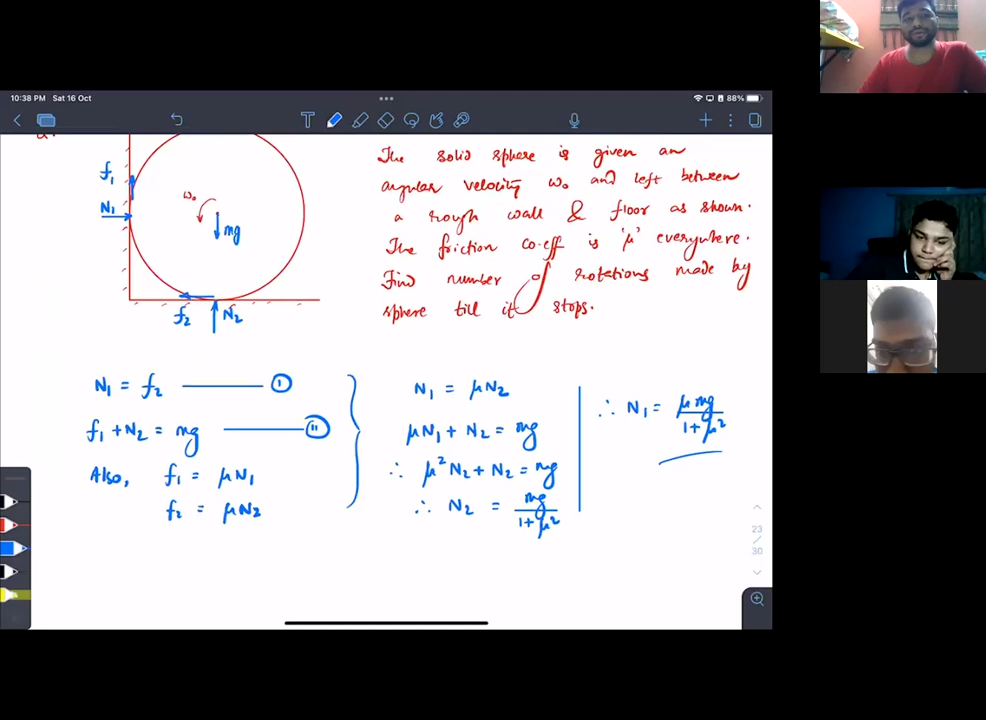 10:38 PM Sat 16 Oct
88%
The solid sphere is given an
angular velocity ω₀ and left between
a rough wall & floor as shown.
The friction co-eff is 'μ' everywhere.
Find number of rotations made by
sphere till it stops.
f₁
N₁
ω₀
mg
f₂
N₂
N₁ = f₂ ——— ①
f₁ + N₂ = mg ——— ⑪
Also, f₁ = μN₁
f₂ = μN₂
N₁ = μN₂
μN₁ + N₂ = mg
∴ μ²N₂ + N₂ = mg
∴ N₂ = mg / 1+μ²
∴ N₁ = μmg / 1+μ²
23
/
30